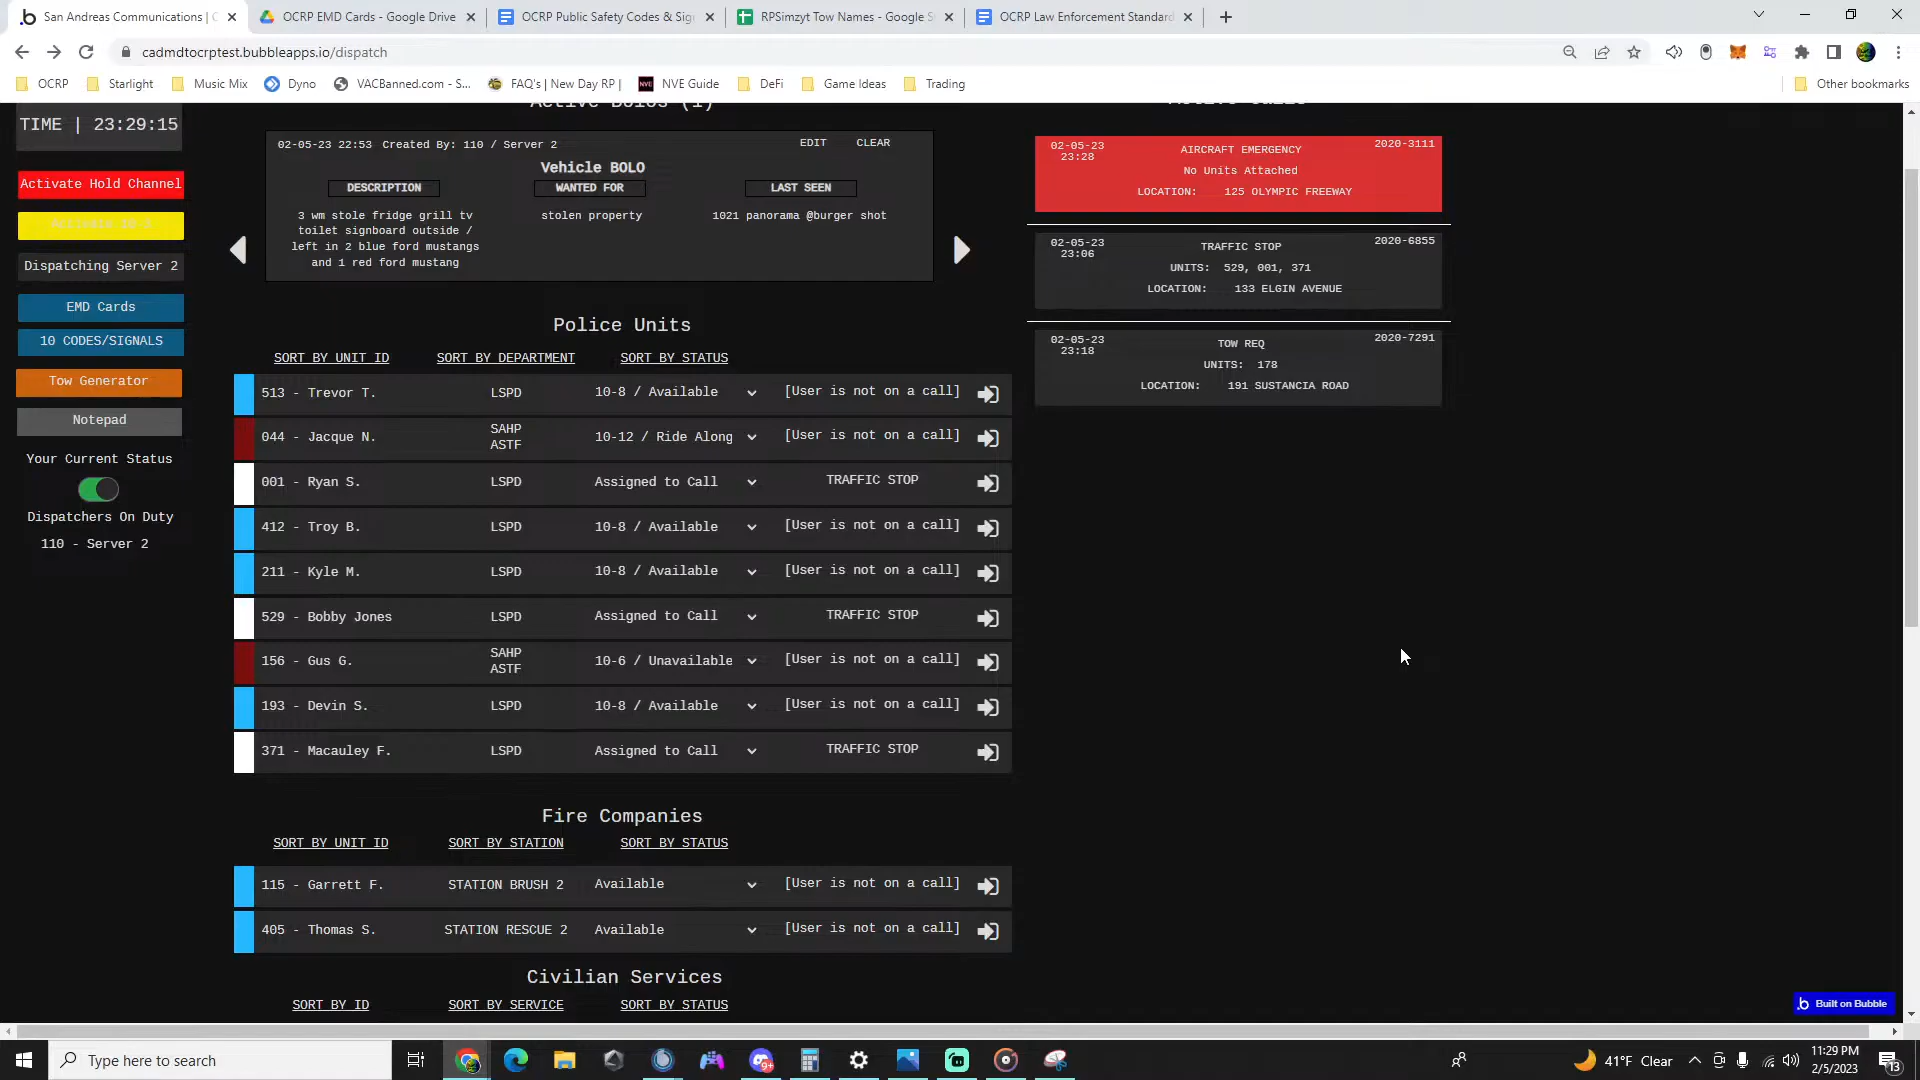 San Andreas Communications | C
OCRP EMD Cards - Google Drive
OCRP Public Safety Codes & Sig
RPSimzyt Tow Names - Google S
OCRP Law Enforcement Standard
cadmdtocrptest.bubbleapps.io/dispatch
OCRP
Starlight
Music Mix
Dyno
VACBanned.com - S...
FAQ's | New Day RP |
NVE Guide
DeFi
Game Ideas
Trading
Other bookmarks
TIME | 23:29:15
Activate Hold Channel
Activate 10-3
Dispatching Server 2
EMD Cards
10 CODES/SIGNALS
Tow Generator
Notepad
Your Current Status
Dispatchers On Duty
110 - Server 2
Active Bolos (1)
02-05-23 22:53 Created By: 110 / Server 2
EDIT CLEAR
Vehicle BOLO
DESCRIPTION WANTED FOR LAST SEEN
3 wm stole fridge grill tv
toilet signboard outside /
left in 2 blue ford mustangs
and 1 red ford mustang
stolen property
1021 panorama @burger shot
Police Units
SORT BY UNIT ID SORT BY DEPARTMENT SORT BY STATUS
513 - Trevor T. LSPD 10-8 / Available [User is not on a call]
044 - Jacque N. SAHP ASTF 10-12 / Ride Along [User is not on a call]
001 - Ryan S. LSPD Assigned to Call TRAFFIC STOP
412 - Troy B. LSPD 10-8 / Available [User is not on a call]
211 - Kyle M. LSPD 10-8 / Available [User is not on a call]
529 - Bobby Jones LSPD Assigned to Call TRAFFIC STOP
156 - Gus G. SAHP ASTF 10-6 / Unavailable [User is not on a call]
193 - Devin S. LSPD 10-8 / Available [User is not on a call]
371 - Macauley F. LSPD Assigned to Call TRAFFIC STOP
Fire Companies
SORT BY UNIT ID SORT BY STATION SORT BY STATUS
115 - Garrett F. STATION BRUSH 2 Available [User is not on a call]
405 - Thomas S. STATION RESCUE 2 Available [User is not on a call]
Civilian Services
SORT BY ID SORT BY SERVICE SORT BY STATUS
Active Calls
02-05-23
23:28
AIRCRAFT EMERGENCY
2020-3111
No Units Attached
LOCATION: 125 OLYMPIC FREEWAY
02-05-23
23:06
TRAFFIC STOP
2020-6855
UNITS: 529, 001, 371
LOCATION: 133 ELGIN AVENUE
02-05-23
23:18
TOW REQ
2020-7291
UNITS: 178
LOCATION: 191 SUSTANCIA ROAD
b Built on Bubble
Type here to search
9+
41°F Clear
11:29 PM
2/5/2023
13